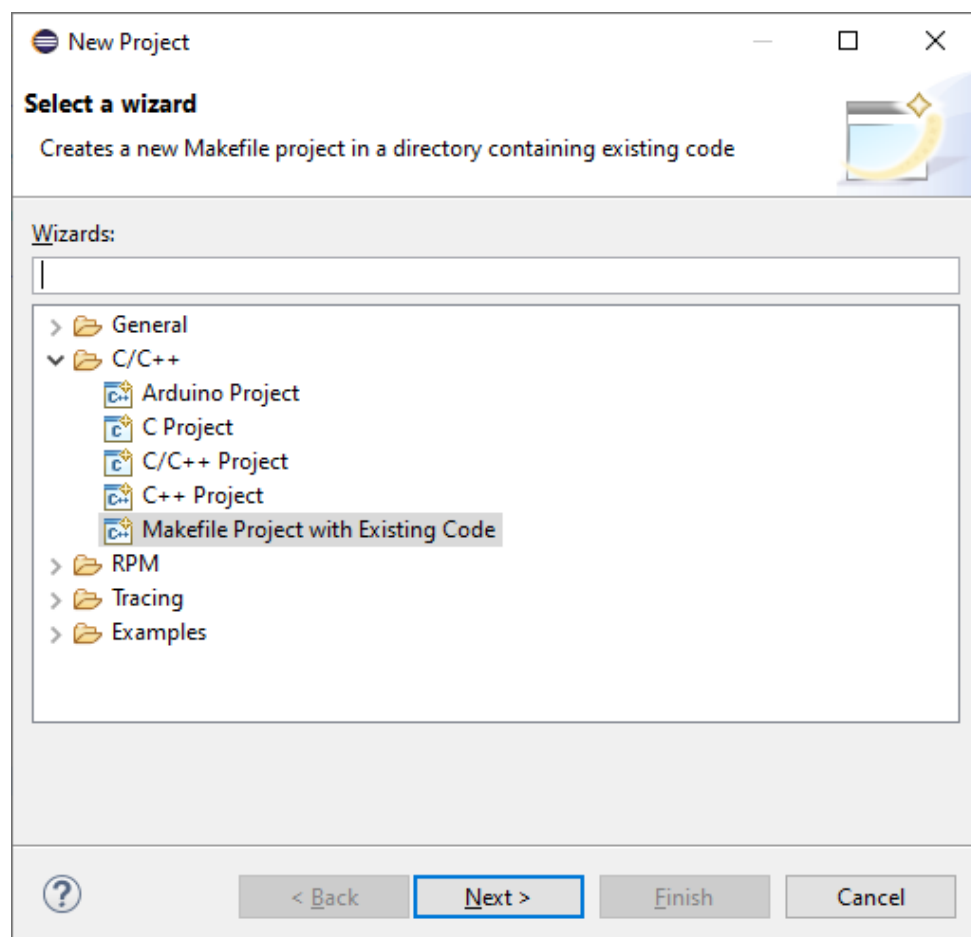 New Project
Select a wizard
Creates a new Makefile project in a directory containing existing code
Wizards:
General
C/C++
Arduino Project
C Project
C/C++ Project
C++ Project
Makefile Project with Existing Code
RPM
Tracing
Examples
? < Back Next > Finish Cancel